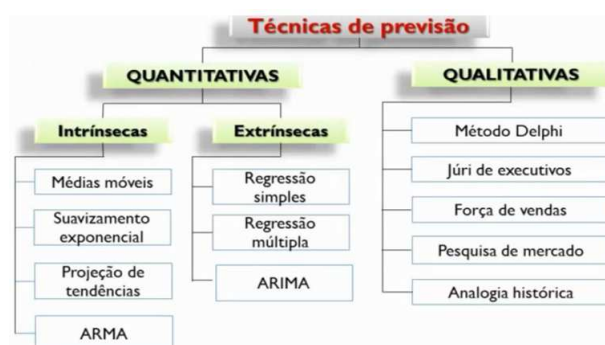 Técnicas de previsão
QUANTITATIVAS
QUALITATIVAS
Intrínsecas
Extrínsecas
Médias móveis
Suavizamento
exponencial
Projeção de
tendências
ARMA
Regressão
simples
Regressão
múltipla
ARIMA
Método Delphi
Júri de executivos
Força de vendas
Pesquisa de mercado
Analogia histórica